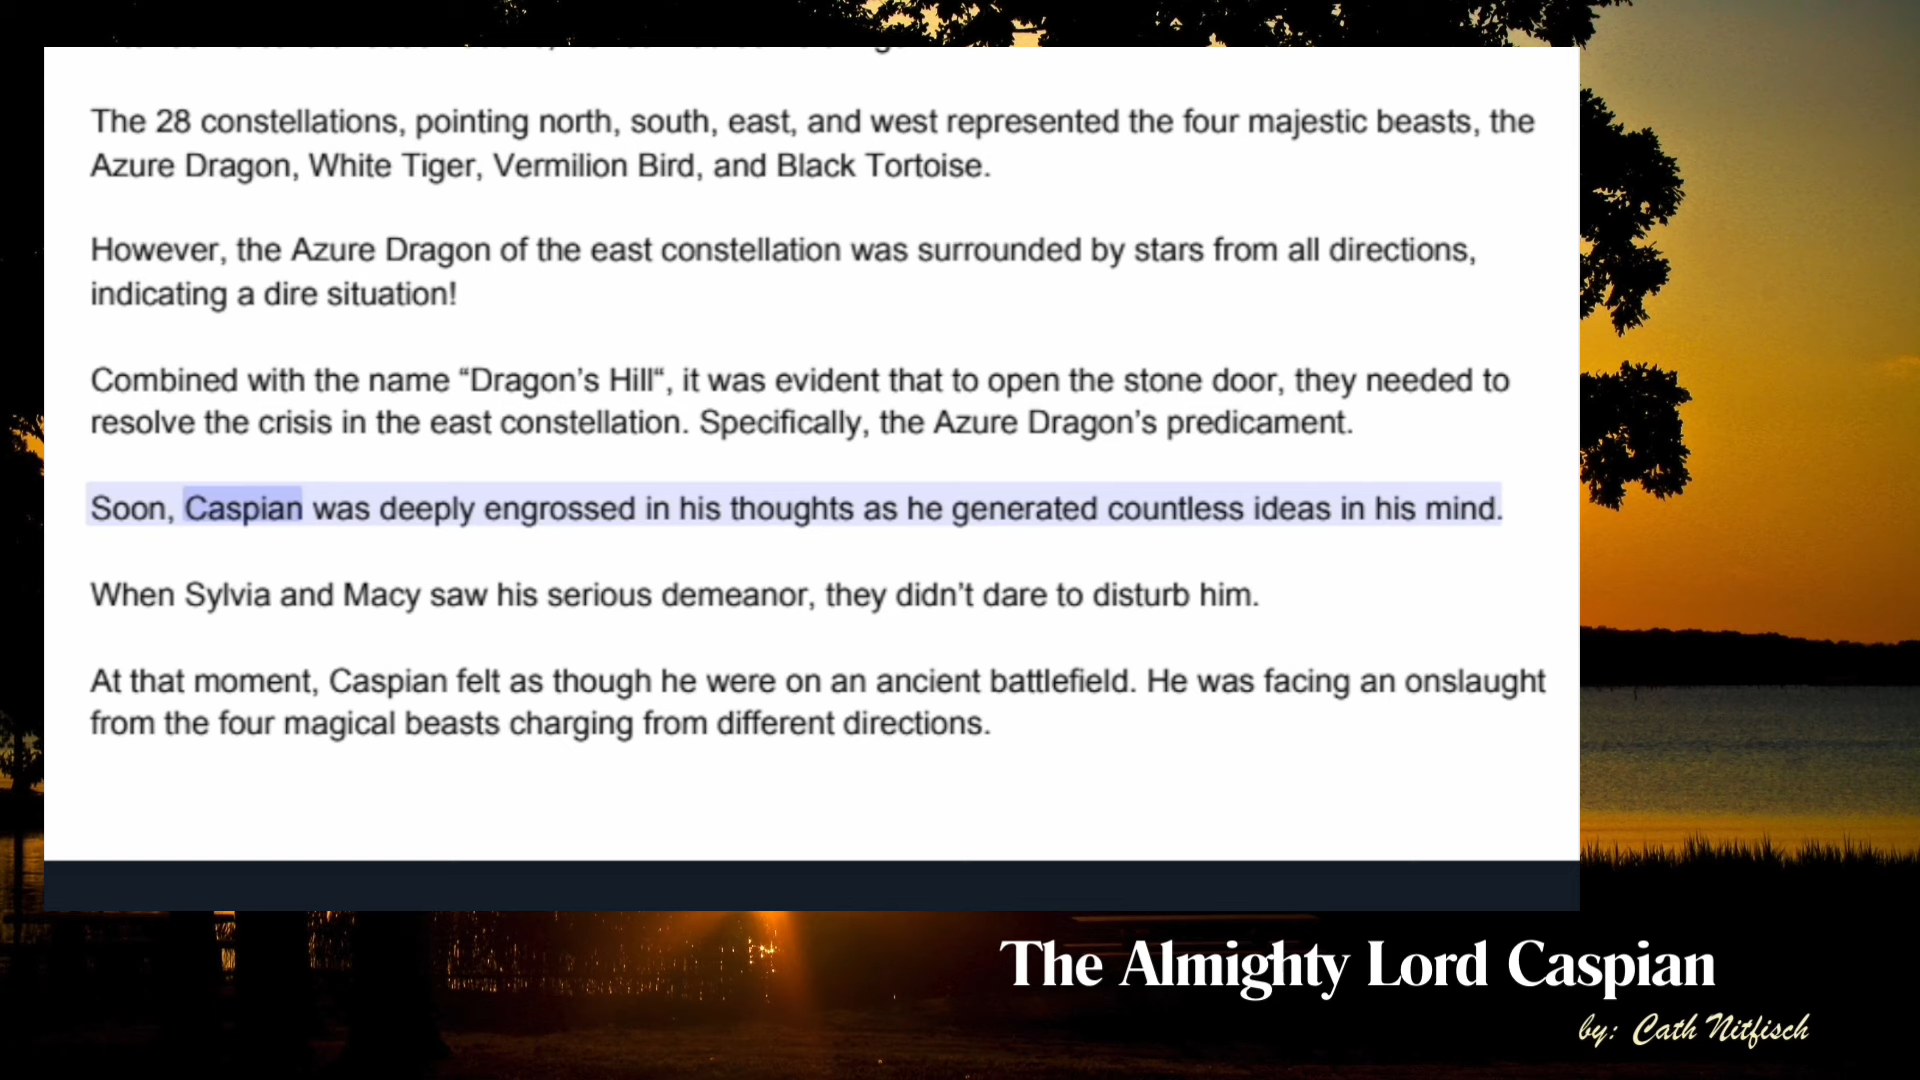 The 28 constellations, pointing north, south, east, and west represented the four majestic beasts, the
Azure Dragon, White Tiger, Vermilion Bird, and Black Tortoise.
However, the Azure Dragon of the east constellation was surrounded by stars from all directions,
indicating a dire situation!
Combined with the name “Dragon’s Hill“, it was evident that to open the stone door, they needed to
resolve the crisis in the east constellation. Specifically, the Azure Dragon’s predicament.
Soon, Caspian was deeply engrossed in his thoughts as he generated countless ideas in his mind.
When Sylvia and Macy saw his serious demeanor, they didn’t dare to disturb him.
At that moment, Caspian felt as though he were on an ancient battlefield. He was facing an onslaught
from the four magical beasts charging from different directions.
The Almighty Lord Caspian
by: Cath Nitfisch